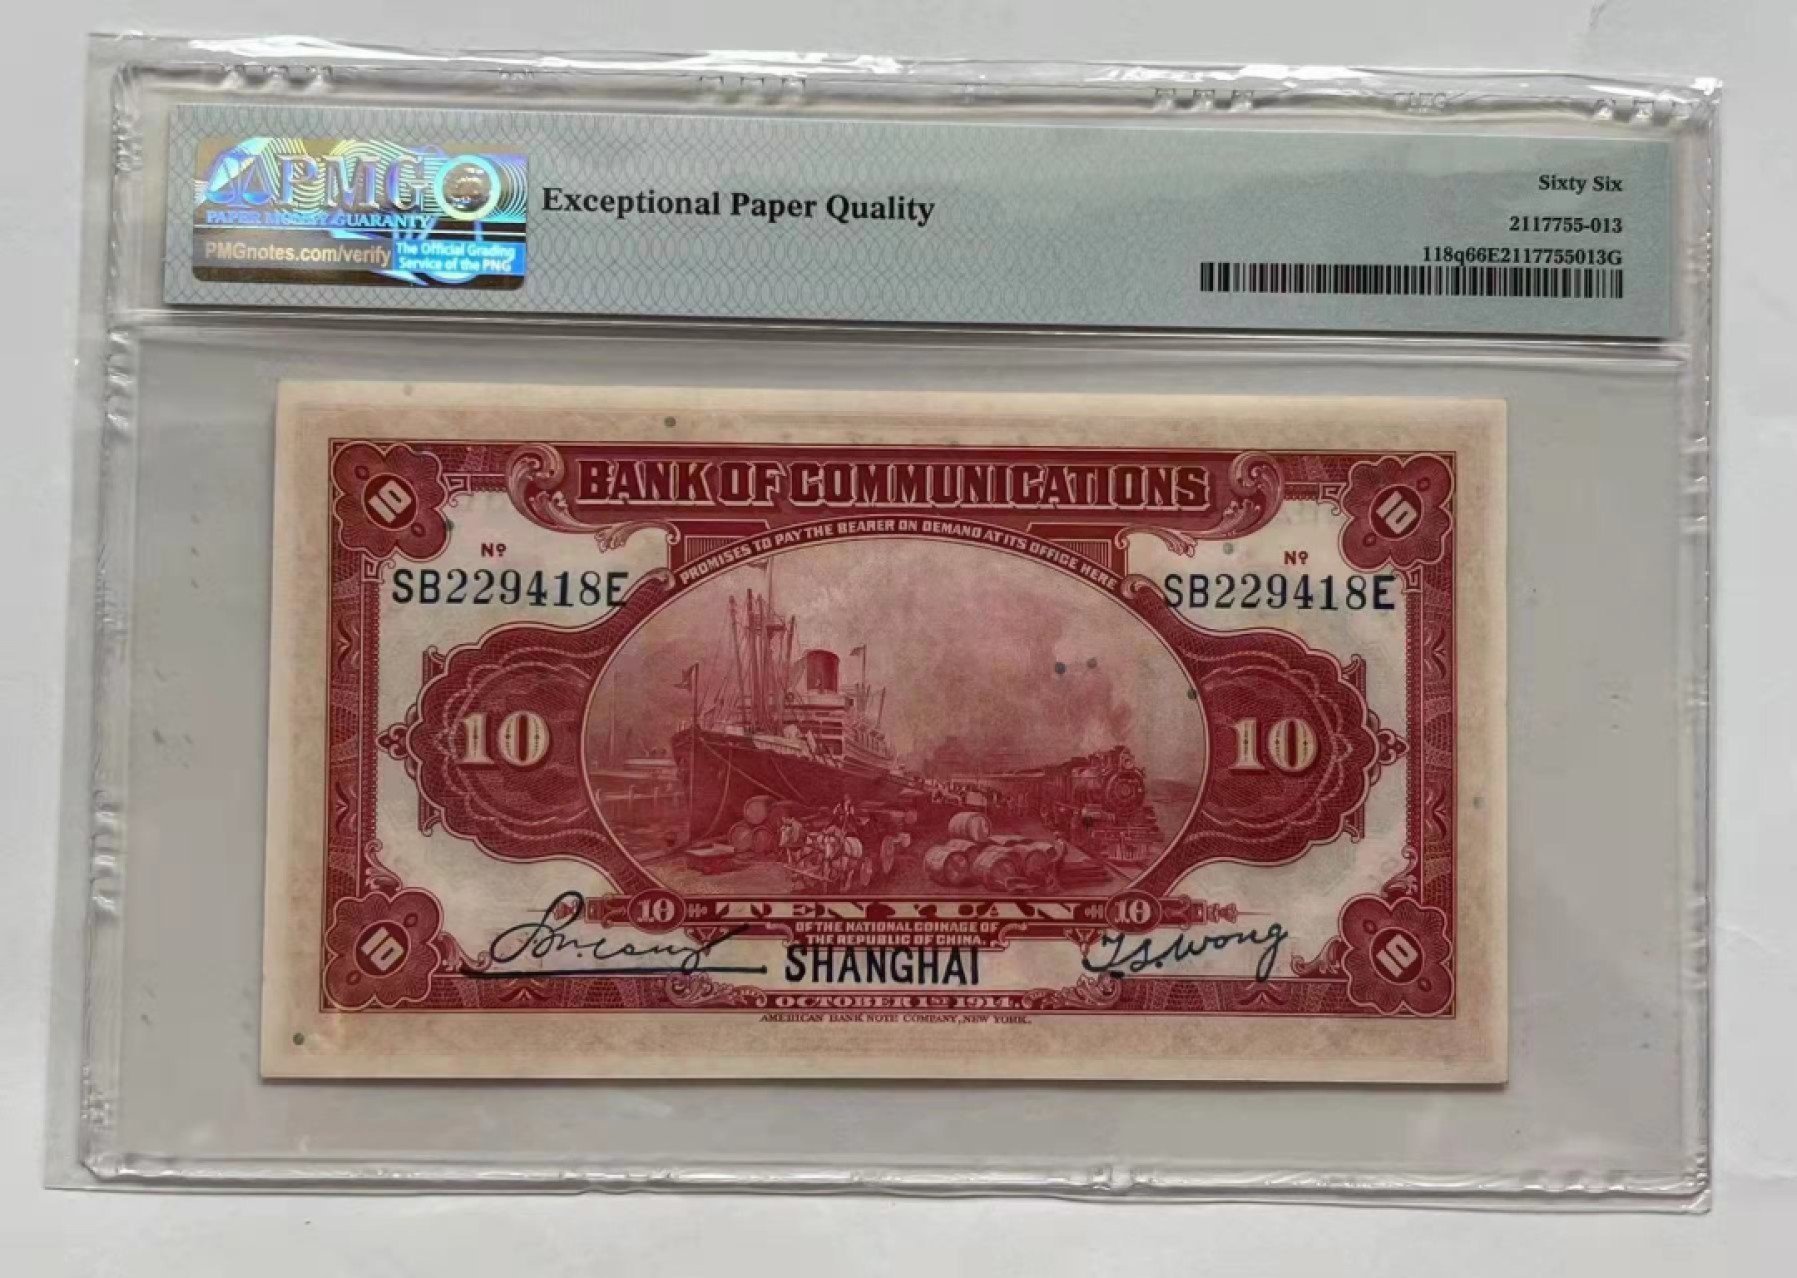 PMG
PAPER MONEY GUARANTY
PMGnotes.com/verify
The Official Grading
Service of the PNG
Exceptional Paper Quality
Sixty Six
2117755-013
118q66E2117755013G
10
BANK OF COMMUNICATIONS
10
PROMISES TO PAY THE BEARER ON DEMAND AT ITS OFFICE HERE
Nº
SB229418E
Nº
SB229418E
10
10
10 TEN YUAN 10
OF THE NATIONAL COINAGE OF
THE REPUBLIC OF CHINA.
10
SHANGHAI
T.S. Wong
10
OCTOBER 1ST 1914.
AMERICAN BANK NOTE COMPANY, NEW YORK.